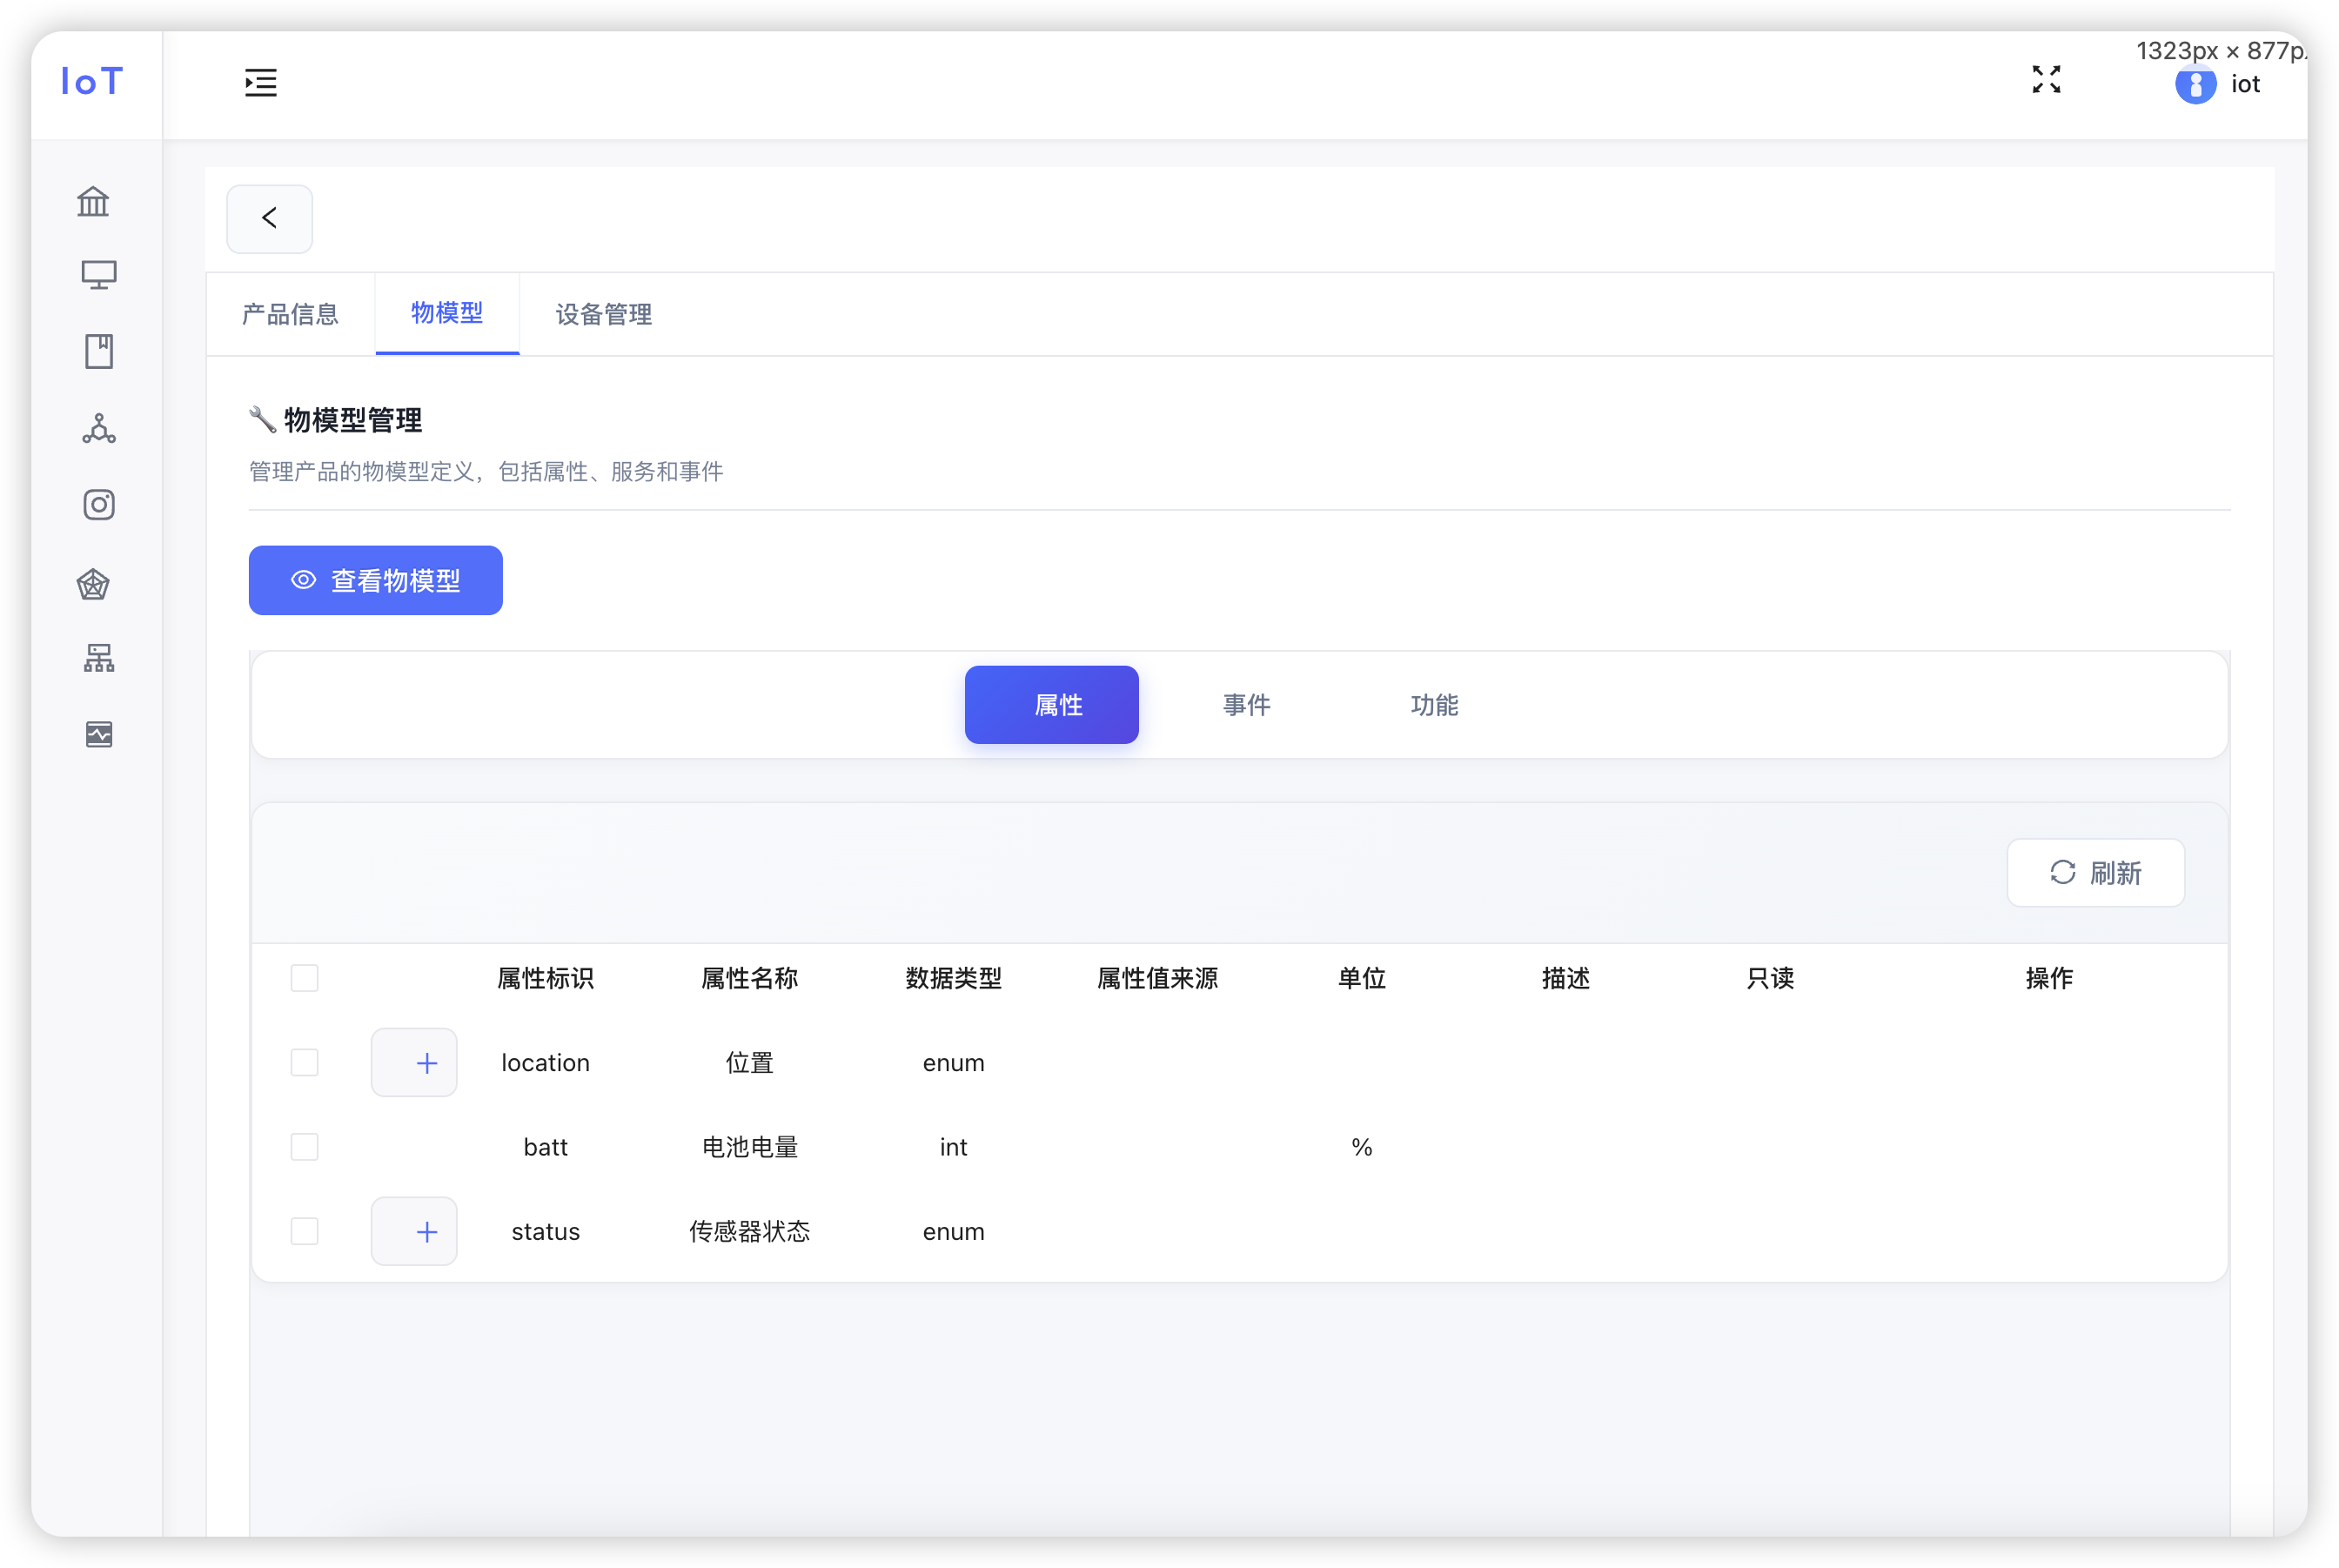 IoT
1323px × 877p
iot
产品信息 物模型 设备管理
物模型管理
管理产品的物模型定义，包括属性、服务和事件
查看物模型
属性 事件 功能
刷新
属性标识 属性名称 数据类型 属性值来源 单位 描述 只读 操作
location 位置 enum
batt 电池电量 int %
status 传感器状态 enum